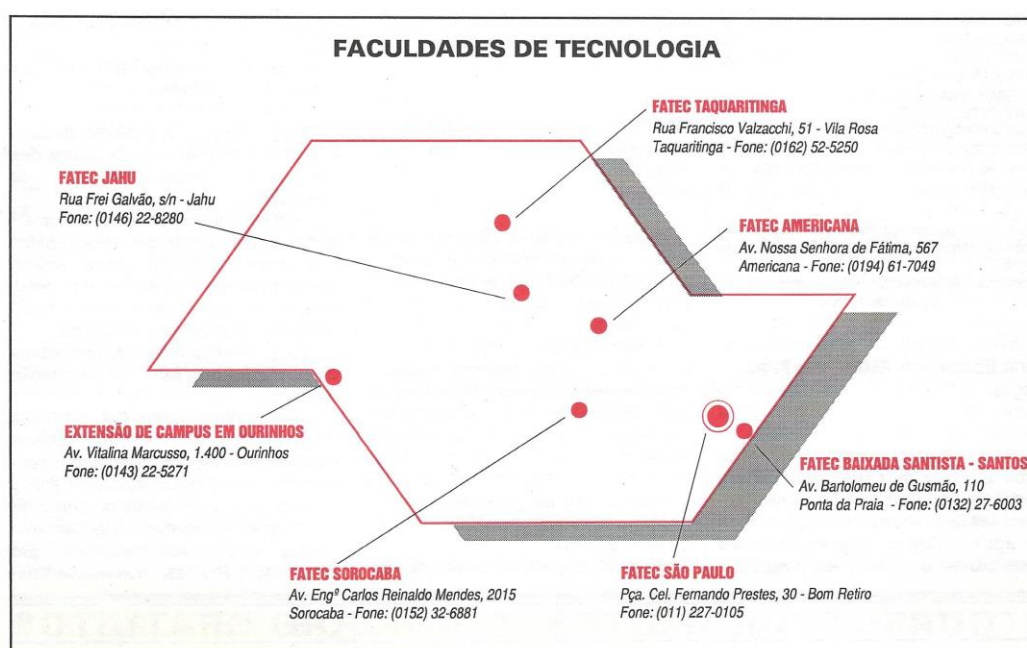 FACULDADES DE TECNOLOGIA
FATEC TAQUARITINGA
Rua Francisco Valzacchi, 51 - Vila Rosa
Taquaritinga - Fone: (0162) 52-5250
FATEC JAHU
Rua Frei Galvão, s/n - Jahu
Fone: (0146) 22-8280
FATEC AMERICANA
Av. Nossa Senhora de Fátima, 567
Americana - Fone: (0194) 61-7049
EXTENSÃO DE CAMPUS EM OURINHOS
Av. Vitalina Marcusso, 1.400 - Ourinhos
Fone: (0143) 22-5271
FATEC BAIXADA SANTISTA - SANTOS
Av. Bartolomeu de Gusmão, 110
Ponta da Praia - Fone: (0132) 27-6003
FATEC SOROCABA
Av. Engº Carlos Reinaldo Mendes, 2015
Sorocaba - Fone: (0152) 32-6881
FATEC SÃO PAULO
Pça. Cel. Fernando Prestes, 30 - Bom Retiro
Fone: (011) 227-0105